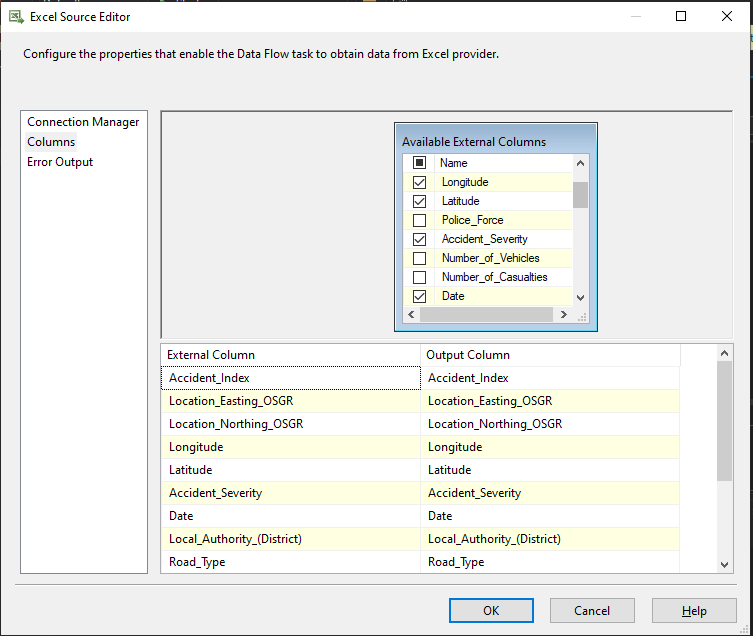 Excel Source Editor
Configure the properties that enable the Data Flow task to obtain data from Excel provider.
Connection Manager
Columns
Error Output
Available External Columns
Name
Longitude
Latitude
Police_Force
Accident_Severity
Number_of_Vehicles
Number_of_Casualties
Date
External Column Output Column
Accident_Index Accident_Index
Location_Easting_OSGR Location_Easting_OSGR
Location_Northing_OSGR Location_Northing_OSGR
Longitude Longitude
Latitude Latitude
Accident_Severity Accident_Severity
Date Date
Local_Authority_(District) Local_Authority_(District)
Road_Type Road_Type
OK Cancel Help